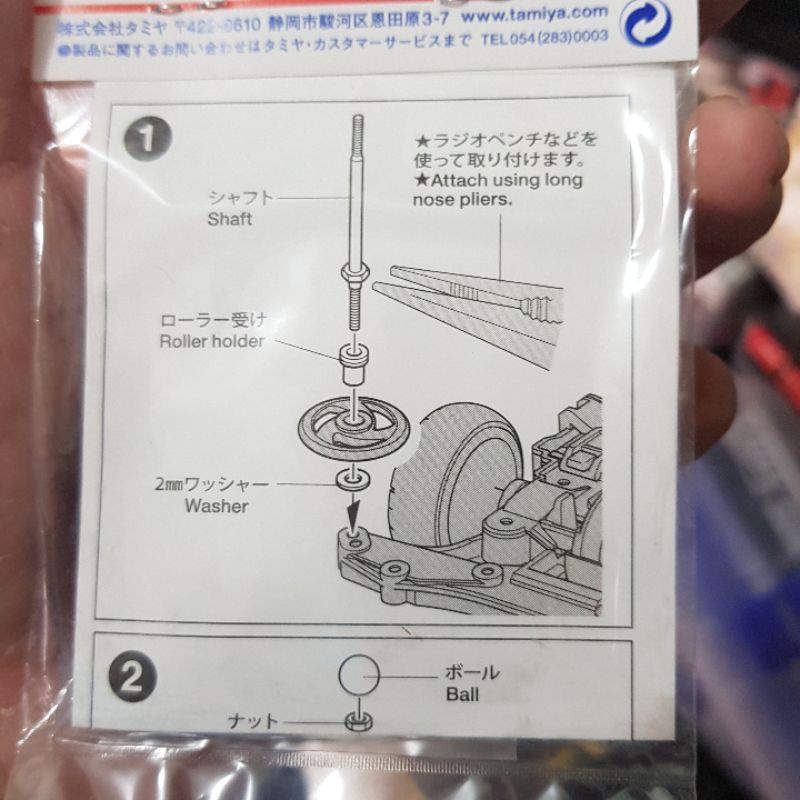 株式会社タミヤ 〒422-8610 静岡市駿河区恩田原3-7 www.tamiya.com
●製品に関するお問い合わせはタミヤ・カスタマーサービスまで TEL054(283)0003
1
★ラジオペンチなどを
使って取り付けます。
★Attach using long
nose pliers.
シャフト
Shaft
ローラー受け
Roller holder
2mmワッシャー
Washer
2
ボール
Ball
ナット